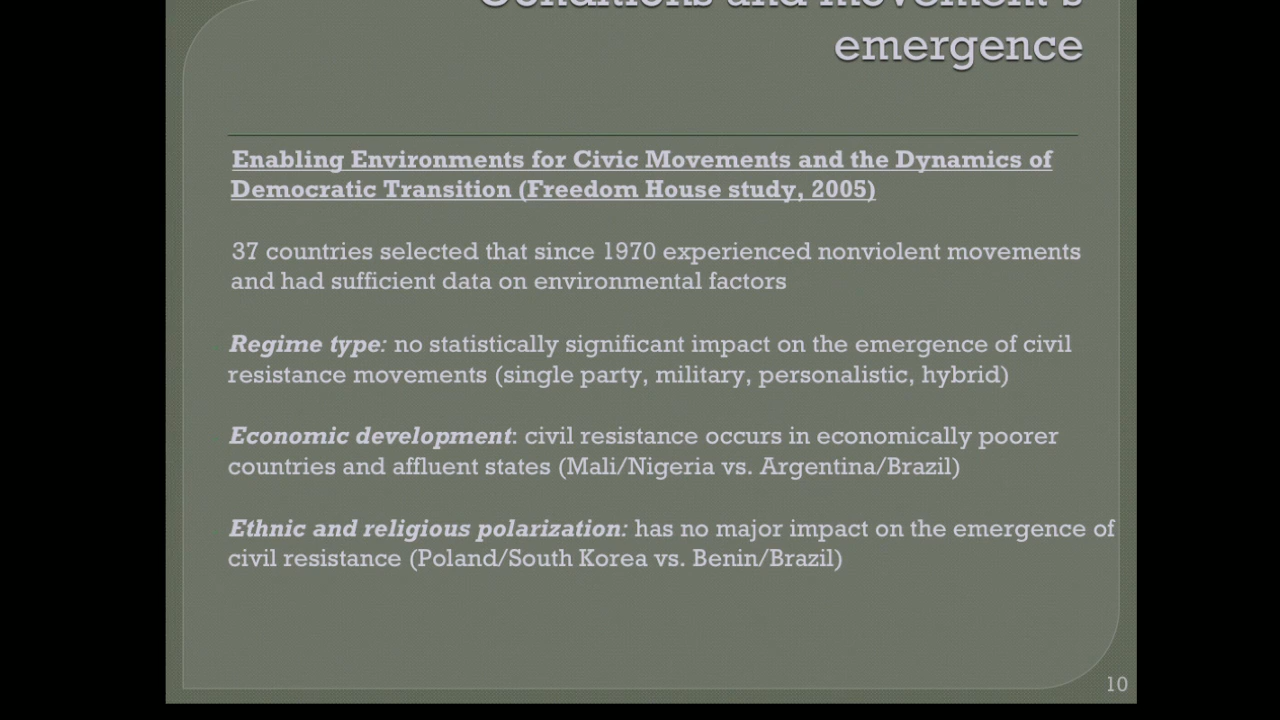 Conditions and movement's
emergence
Enabling Environments for Civic Movements and the Dynamics of
Democratic Transition (Freedom House study, 2005)
37 countries selected that since 1970 experienced nonviolent movements
and had sufficient data on environmental factors
Regime type: no statistically significant impact on the emergence of civil
resistance movements (single party, military, personalistic, hybrid)
Economic development: civil resistance occurs in economically poorer
countries and affluent states (Mali/Nigeria vs. Argentina/Brazil)
Ethnic and religious polarization: has no major impact on the emergence of
civil resistance (Poland/South Korea vs. Benin/Brazil)
10